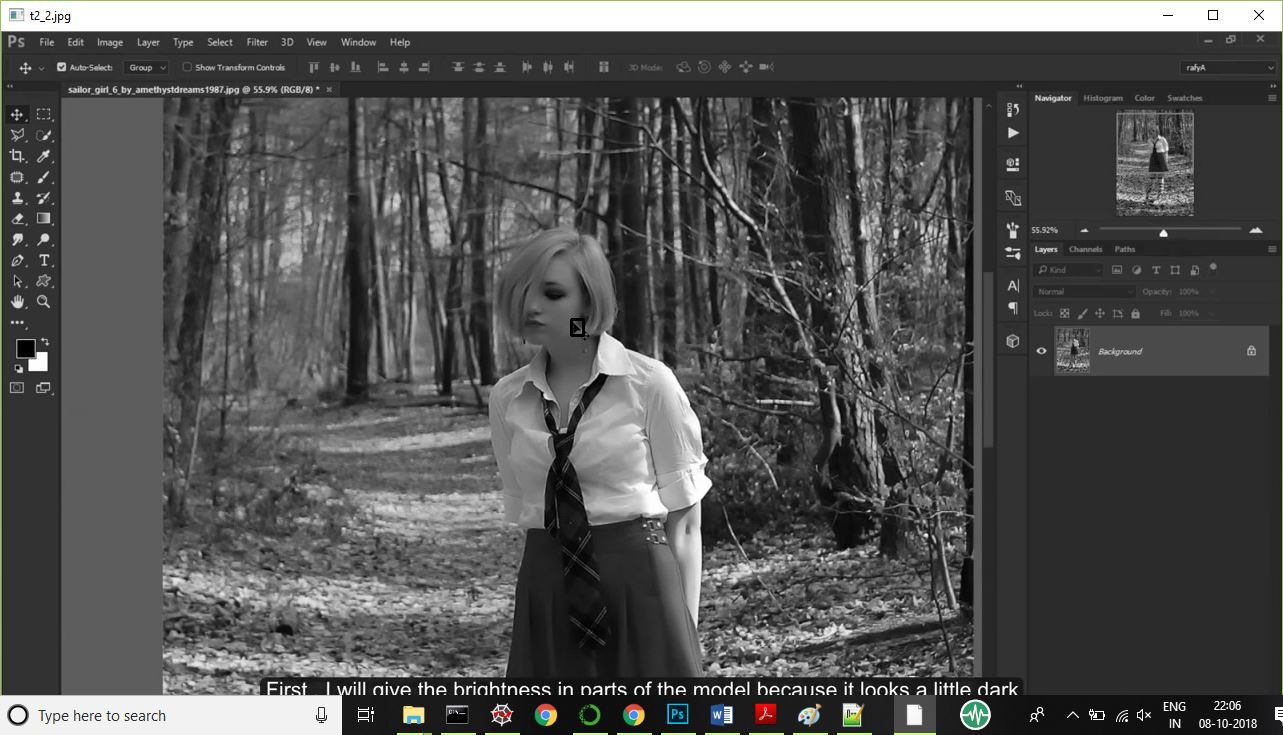 t2_2.jpg
Ps File Edit Image Layer Type Select Filter 3D View Window Help
Auto-Select: Group Show Transform Controls 3D Mode: rafyA
sailor_girl_6_by_amethystdreams1987.jpg @ 55.9% (RGB/8) *
Navigator Histogram Color Swatches
55.92%
Layers Channels Paths
Kind
Normal Opacity: 100%
Lock: Fill: 100%
Background
First , I will give the brightness in parts of the model because it looks a little dark
Type here to search
Ps
ENG
IN
22:06
08-10-2018